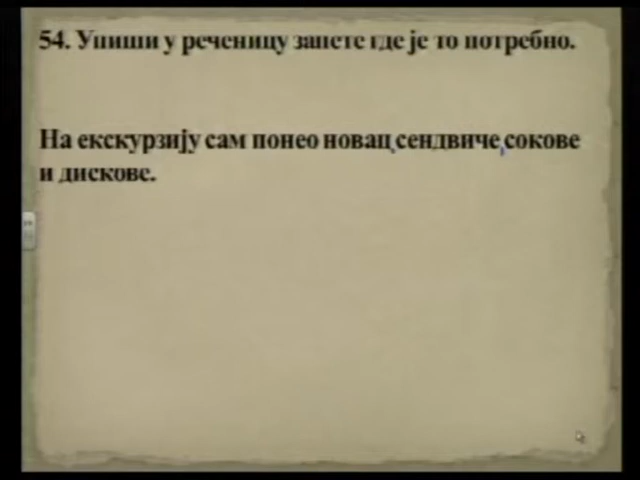 54. Упиши у реченицу запете где је то потребно.
На екскурзију сам понео новац,сендвиче,сокове
и дискове.